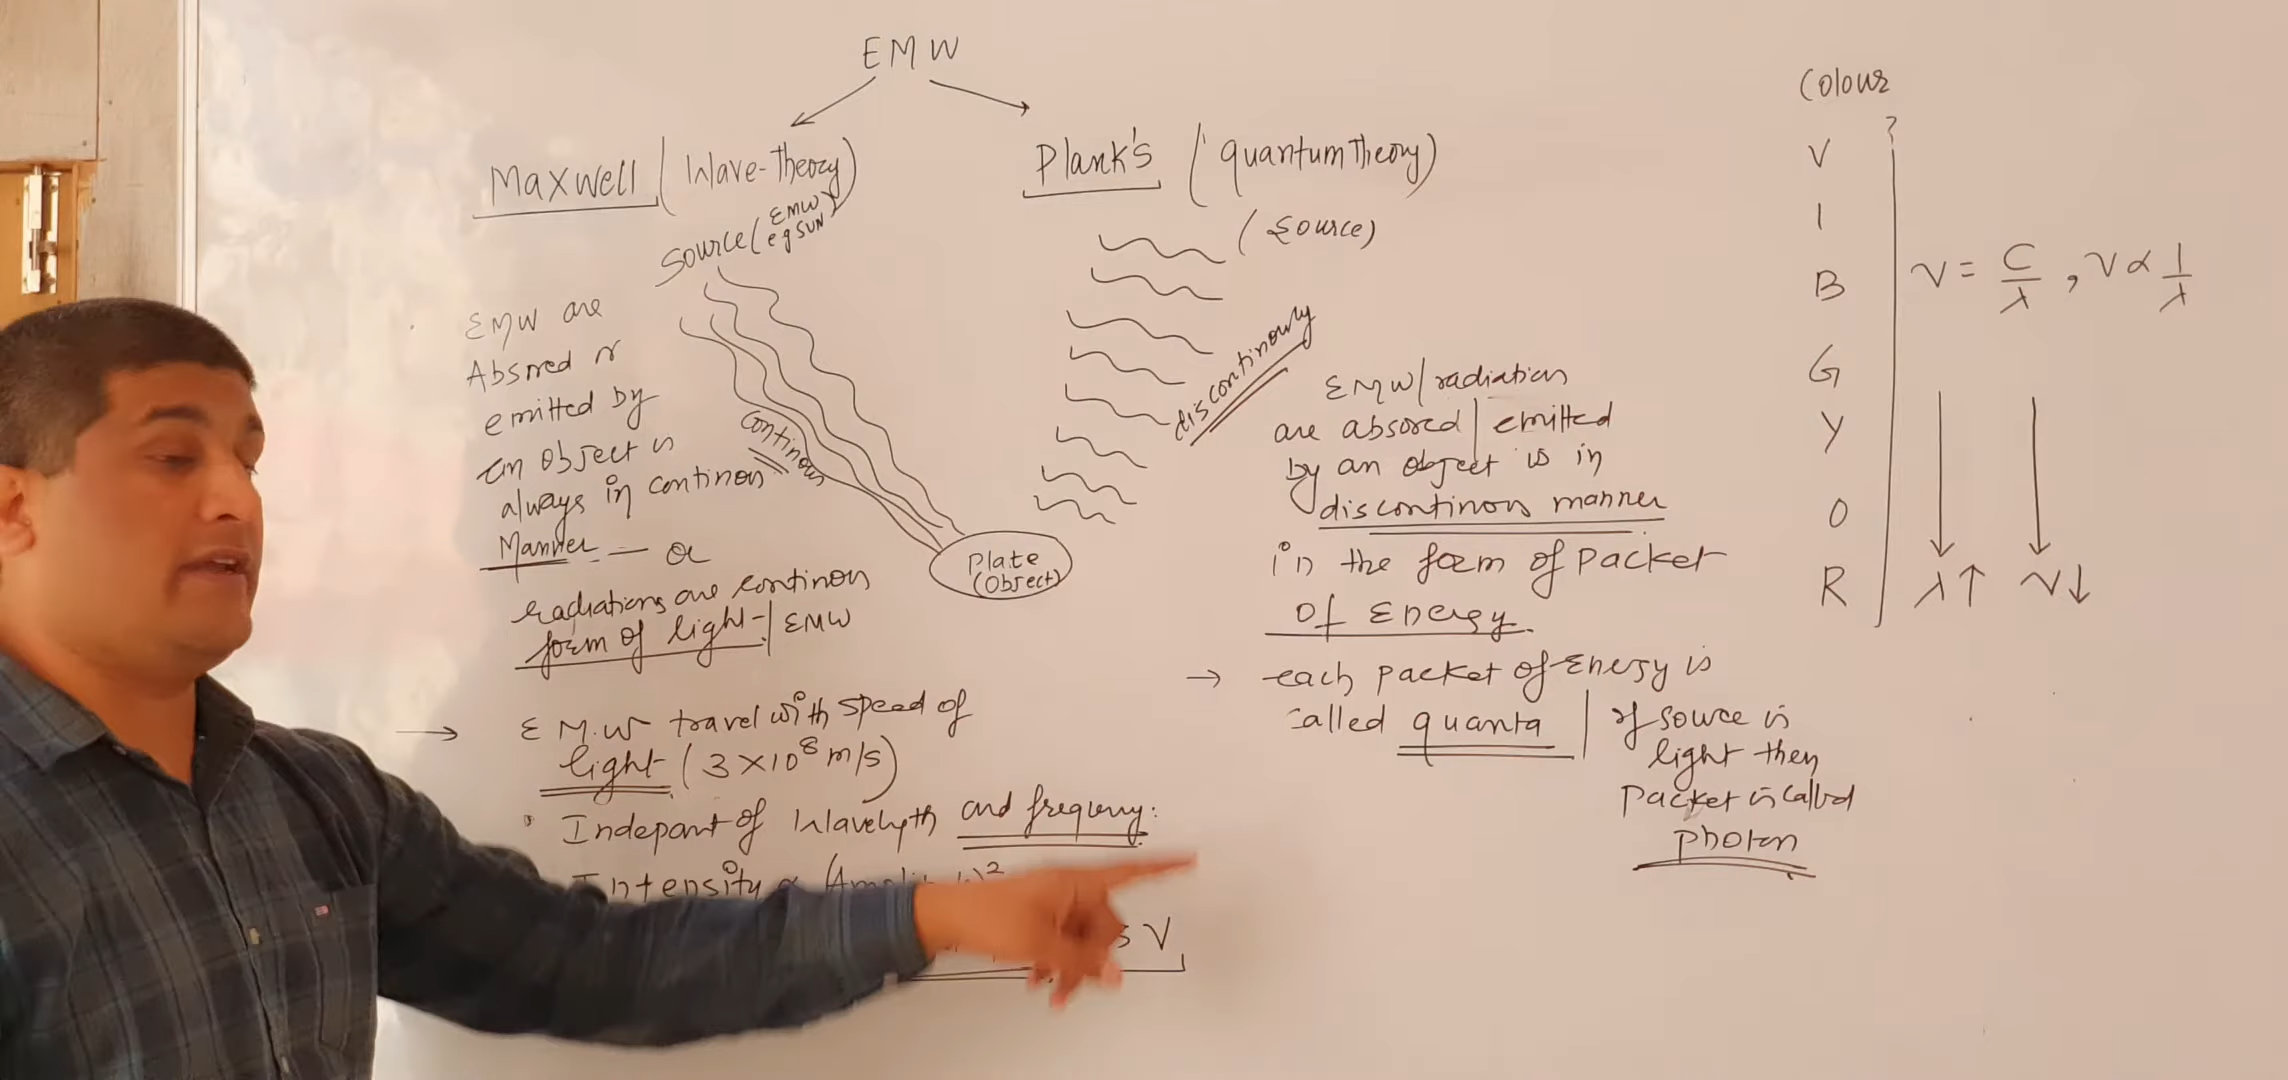 EMW
Maxwell (Wave-Theory)
Source (EMW
eg SUN)
EMW are
Absored or
emitted by
an object is
always in continous
Manner — or
radiations are continous
form of light / EMW
continous
Plate
(Object)
→ E M.W travel with speed of
light (3 x 10⁸ m/s)
Indepant of
and frequency:
Intensity ∝
V
Plank's (quantum Theory)
(Source)
discontinously
EMW/radiation
are absored / emitted
by an object is in
discontinous manner
in the form of packet
of Energy.
→ each packet of Energy is
called quanta / if source is
light then
packet is called
photon
Colour
V
I
B
G
Y
O
R
ν = C/λ , ν ∝ 1/λ
λ↑ ν↓